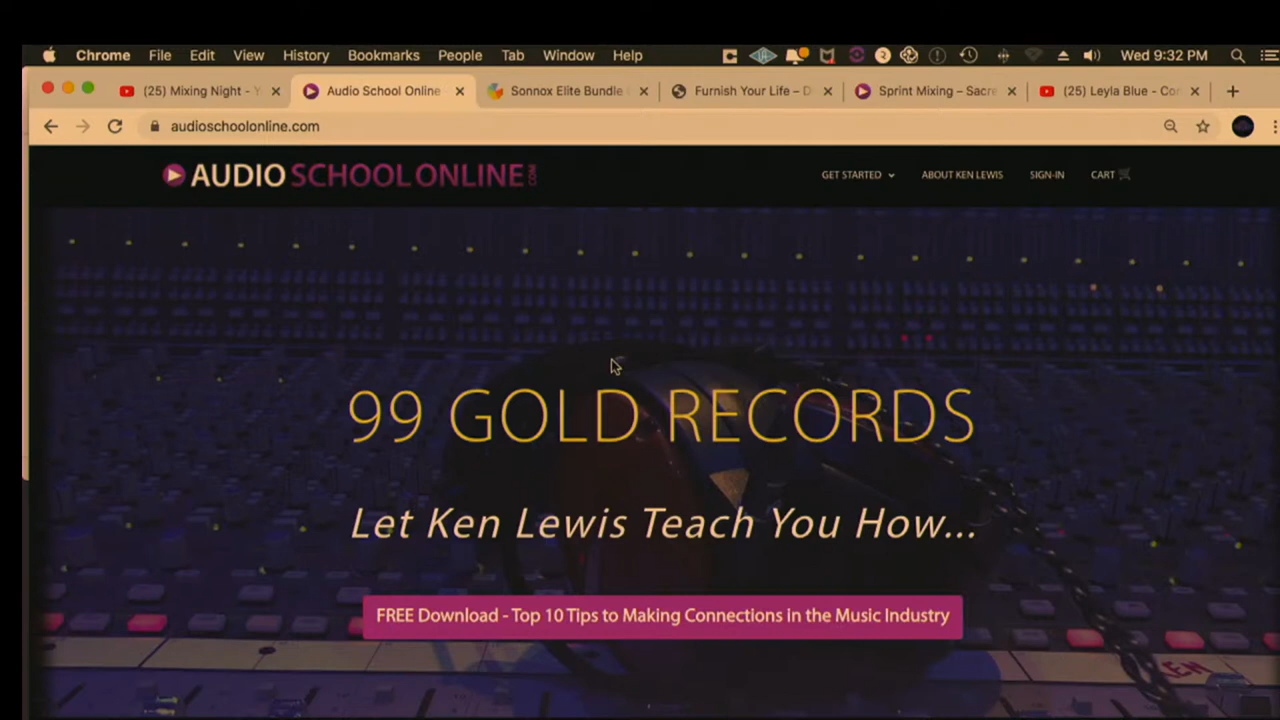 Chrome File Edit View History Bookmarks People Tab Window Help Wed 9:32 PM
(25) Mixing Night - Y Audio School Online Sonnox Elite Bundle Furnish Your Life – D Sprint Mixing – Sacre (25) Leyla Blue - Co
audioschoolonline.com
AUDIO SCHOOL ONLINE .COM
GET STARTED ABOUT KEN LEWIS SIGN-IN CART
99 GOLD RECORDS
Let Ken Lewis Teach You How...
FREE Download - Top 10 Tips to Making Connections in the Music Industry
KEN